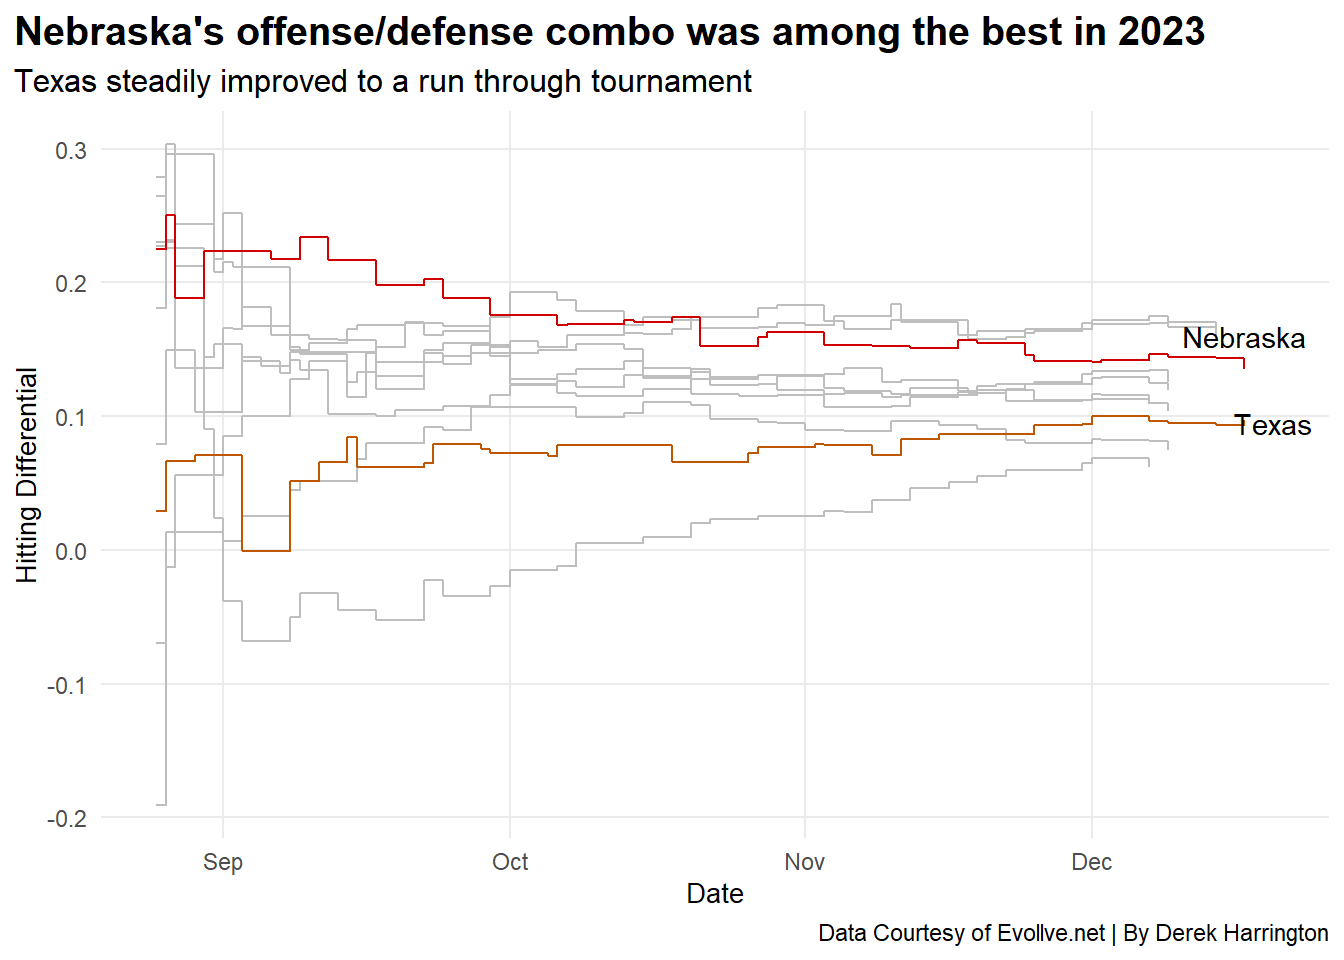 Nebraska's offense/defense combo was among the best in 2023
Texas steadily improved to a run through tournament
0.3
0.2
0.1
0.0
-0.1
-0.2
Hitting Differential
Nebraska
Texas
Sep Oct Nov Dec
Date
Data Courtesy of Evollve.net | By Derek Harrington